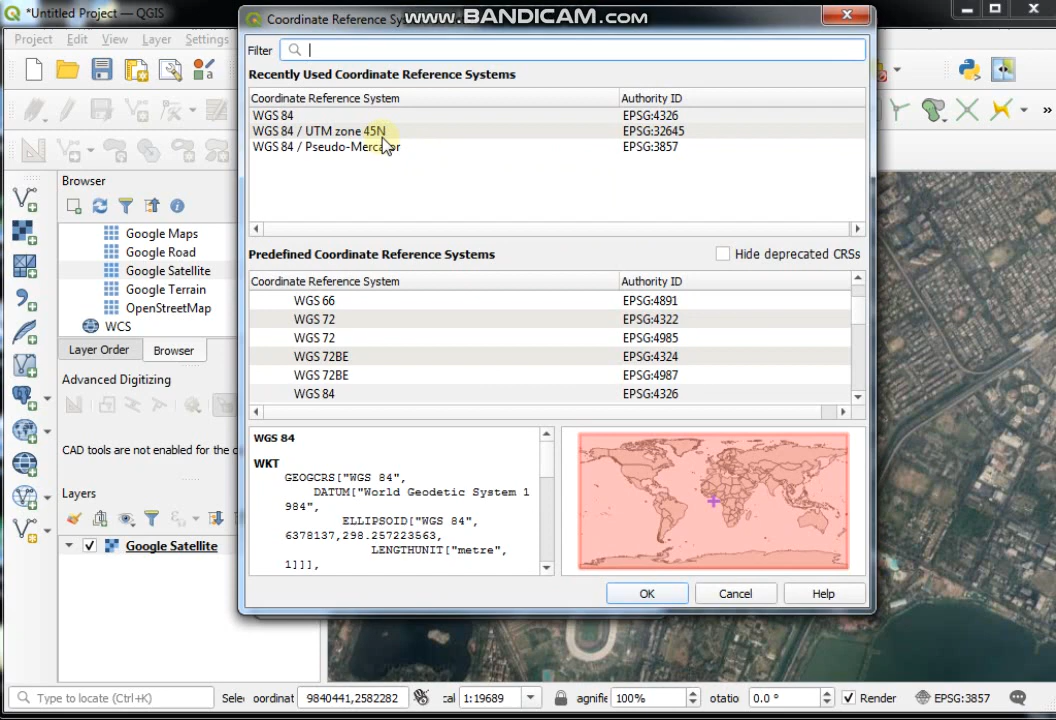 *Untitled Project — QGIS
Coordinate Reference Sy
www.BANDICAM.com
Project Edit View Layer Settings
Filter
Recently Used Coordinate Reference Systems
Coordinate Reference System Authority ID
WGS 84 EPSG:4326
WGS 84 / UTM zone 45N EPSG:32645
WGS 84 / Pseudo-Mercator EPSG:3857
Browser
Google Maps
Google Road
Google Satellite
Google Terrain
OpenStreetMap
WCS
Layer Order Browser
Advanced Digitizing
CAD tools are not enabled for the c
Layers
Google Satellite
Predefined Coordinate Reference Systems Hide deprecated CRSs
Coordinate Reference System Authority ID
WGS 66 EPSG:4891
WGS 72 EPSG:4322
WGS 72 EPSG:4985
WGS 72BE EPSG:4324
WGS 72BE EPSG:4987
WGS 84 EPSG:4326
WGS 84
WKT
GEOGCRS["WGS 84",
DATUM["World Geodetic System 1
984",
ELLIPSOID["WGS 84",
6378137,298.257223563,
LENGTHUNIT["metre",
1]]],
OK Cancel Help
Type to locate (Ctrl+K) Sele oordinat 9840441,2582282 cal 1:19689 agnifie 100% otatio 0.0 ° Render EPSG:3857